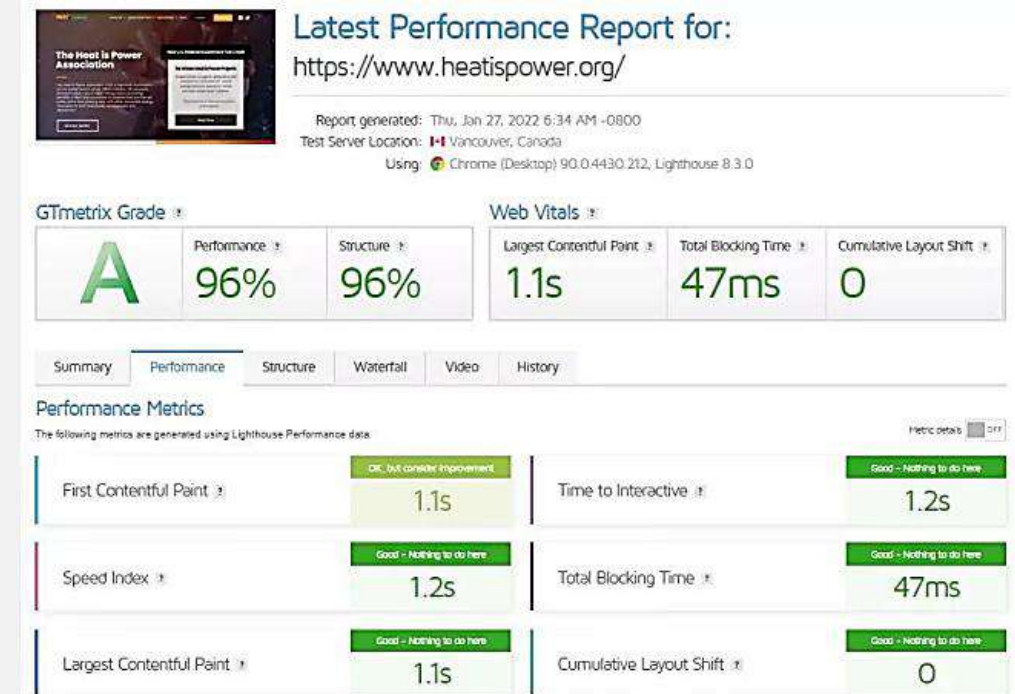 Latest Performance Report for:
https://www.heatispower.org/
The Heat is Power
Association
Report generated: Thu, Jan 27, 2022 6:34 AM -0800
Test Server Location: Vancouver, Canada
Using: Chrome (Desktop) 90.0.4430.212, Lighthouse 8.3.0
GTmetrix Grade ?
Web Vitals ?
A
Performance ?
96%
Structure ?
96%
Largest Contentful Paint ?
1.1s
Total Blocking Time ?
47ms
Cumulative Layout Shift ?
0
Summary Performance Structure Waterfall Video History
Performance Metrics
The following metrics are generated using Lighthouse Performance data.
Metric details OFF
First Contentful Paint ?
OK, but consider improvement
1.1s
Time to Interactive ?
Good - Nothing to do here
1.2s
Speed Index ?
Good - Nothing to do here
1.2s
Total Blocking Time ?
Good - Nothing to do here
47ms
Largest Contentful Paint ?
Good - Nothing to do here
1.1s
Cumulative Layout Shift ?
Good - Nothing to do here
0